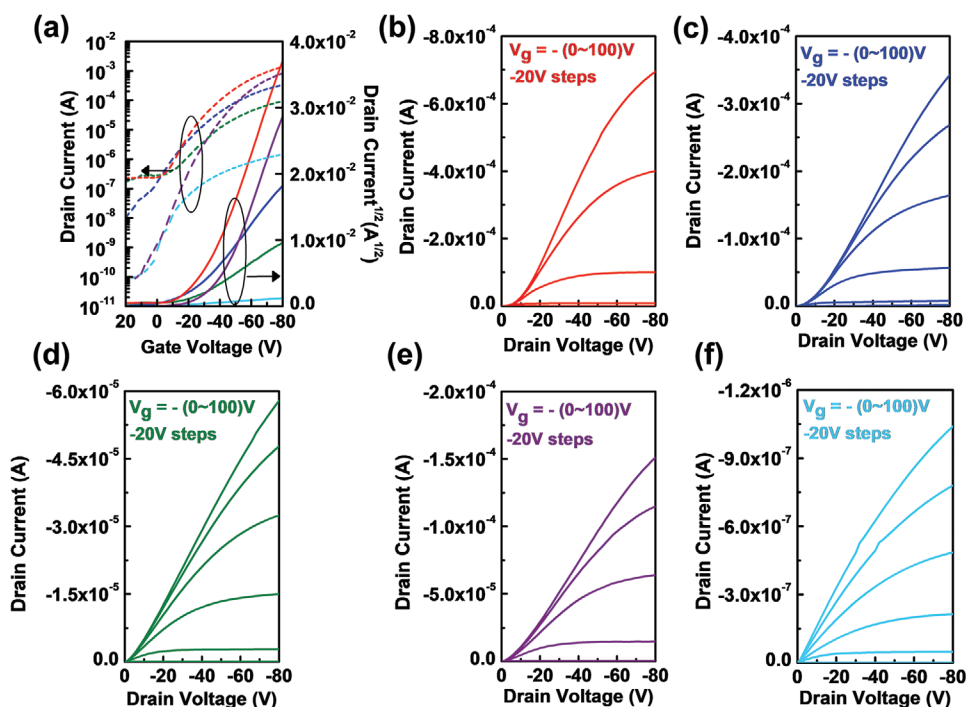 (a)
10^-2
10^-3
10^-4
10^-5
10^-6
10^-7
10^-8
10^-9
10^-10
10^-11
Drain Current (A)
20 0 -20 -40 -60 -80
Gate Voltage (V)
4.0x10^-2
3.0x10^-2
2.0x10^-2
1.0x10^-2
0.0
Drain Current^1/2(A^1/2)
(b)
-8.0x10^-4
-6.0x10^-4
-4.0x10^-4
-2.0x10^-4
0.0
Drain Current (A)
V_g = - (0~100)V
-20V steps
0 -20 -40 -60 -80
Drain Voltage (V)
(c)
-4.0x10^-4
-3.0x10^-4
-2.0x10^-4
-1.0x10^-4
0.0
Drain Current (A)
V_g = - (0~100)V
-20V steps
0 -20 -40 -60 -80
Drain Voltage (V)
(d)
-6.0x10^-5
-4.5x10^-5
-3.0x10^-5
-1.5x10^-5
0.0
Drain Current (A)
V_g = - (0~100)V
-20V steps
0 -20 -40 -60 -80
Drain Voltage (V)
(e)
-2.0x10^-4
-1.5x10^-4
-1.0x10^-4
-5.0x10^-5
0.0
Drain Current (A)
V_g = - (0~100)V
-20V steps
0 -20 -40 -60 -80
Drain Voltage (V)
(f)
-1.2x10^-6
-9.0x10^-7
-6.0x10^-7
-3.0x10^-7
0.0
Drain Current (A)
V_g = - (0~100)V
-20V steps
0 -20 -40 -60 -80
Drain Voltage (V)